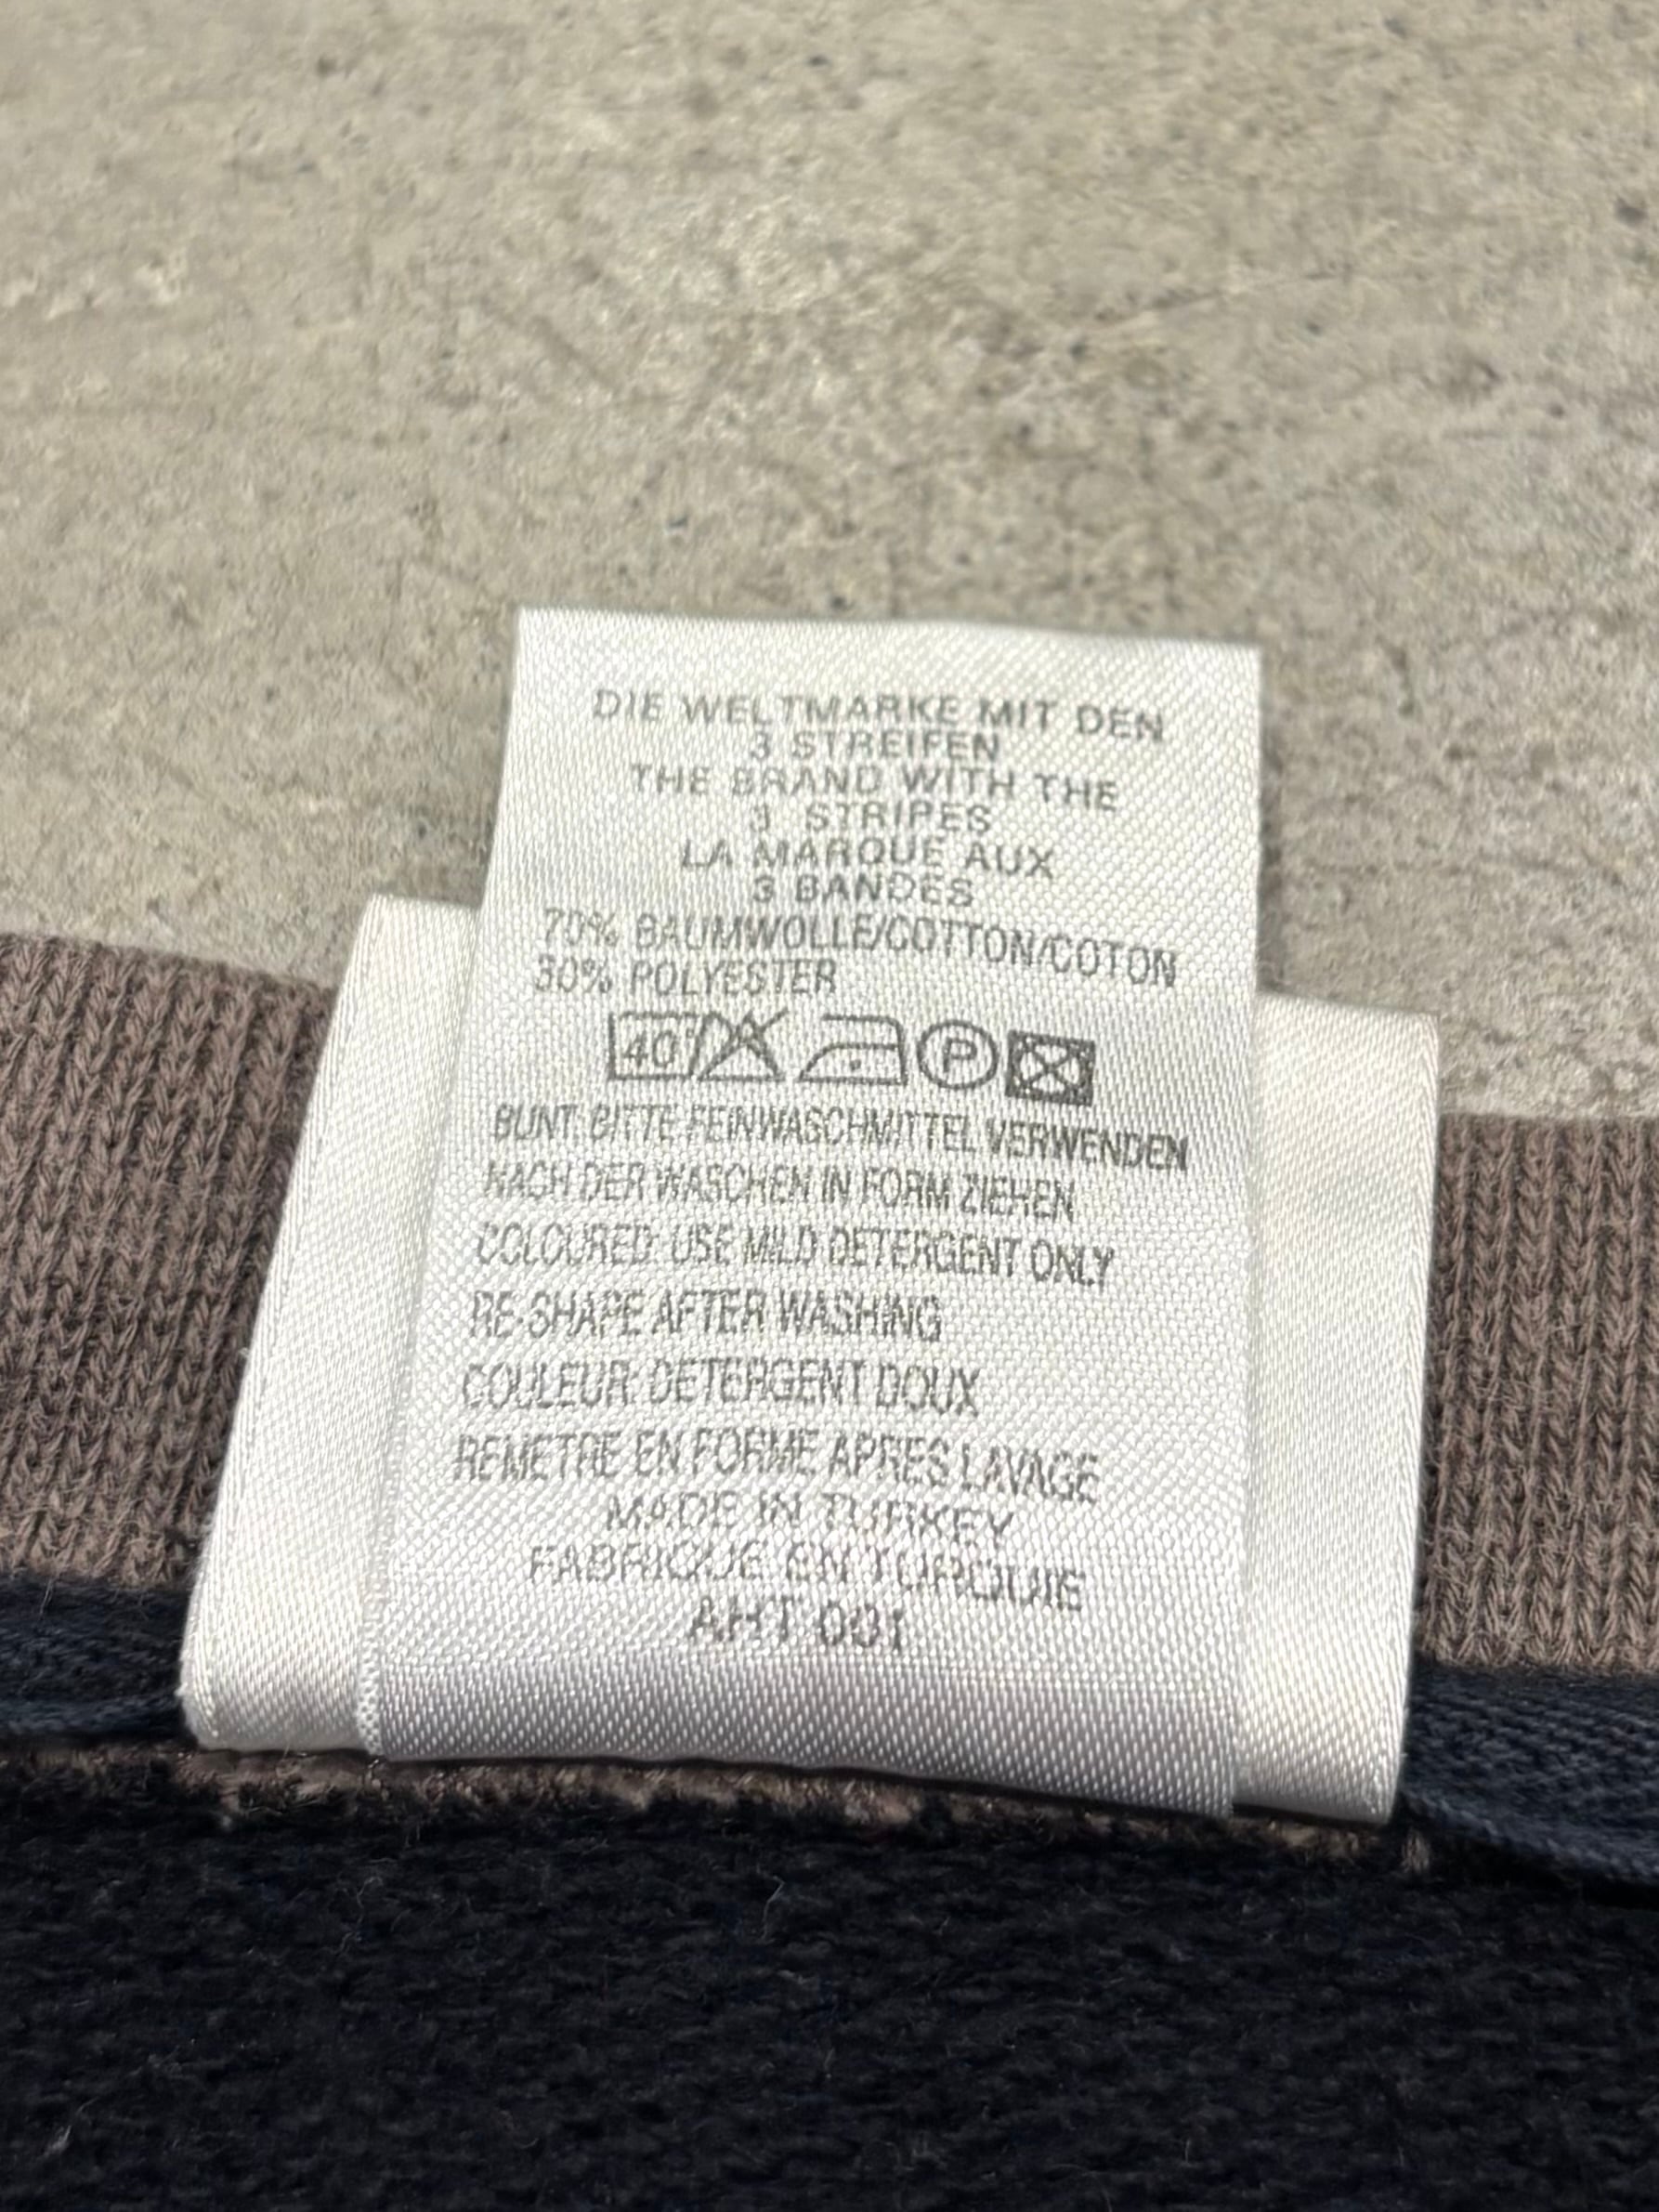 DIE WELTMARKE MIT DEN
3 STREIFEN
THE BRAND WITH THE
3 STRIPES
LA MARQUE AUX
3 BANDES
70% BAUMWOLLE/COTTON/COTON
30% POLYESTER
40° P
BUNT: BITTE FEINWASCHMITTEL VERWENDEN
NACH DER WASCHEN IN FORM ZIEHEN
COLOURED: USE MILD DETERGENT ONLY
RE-SHAPE AFTER WASHING
COULEUR: DETERGENT DOUX
REMETRE EN FORME APRES LAVAGE
MADE IN TURKEY
FABRIQUE EN TURQUIE
AHT 001